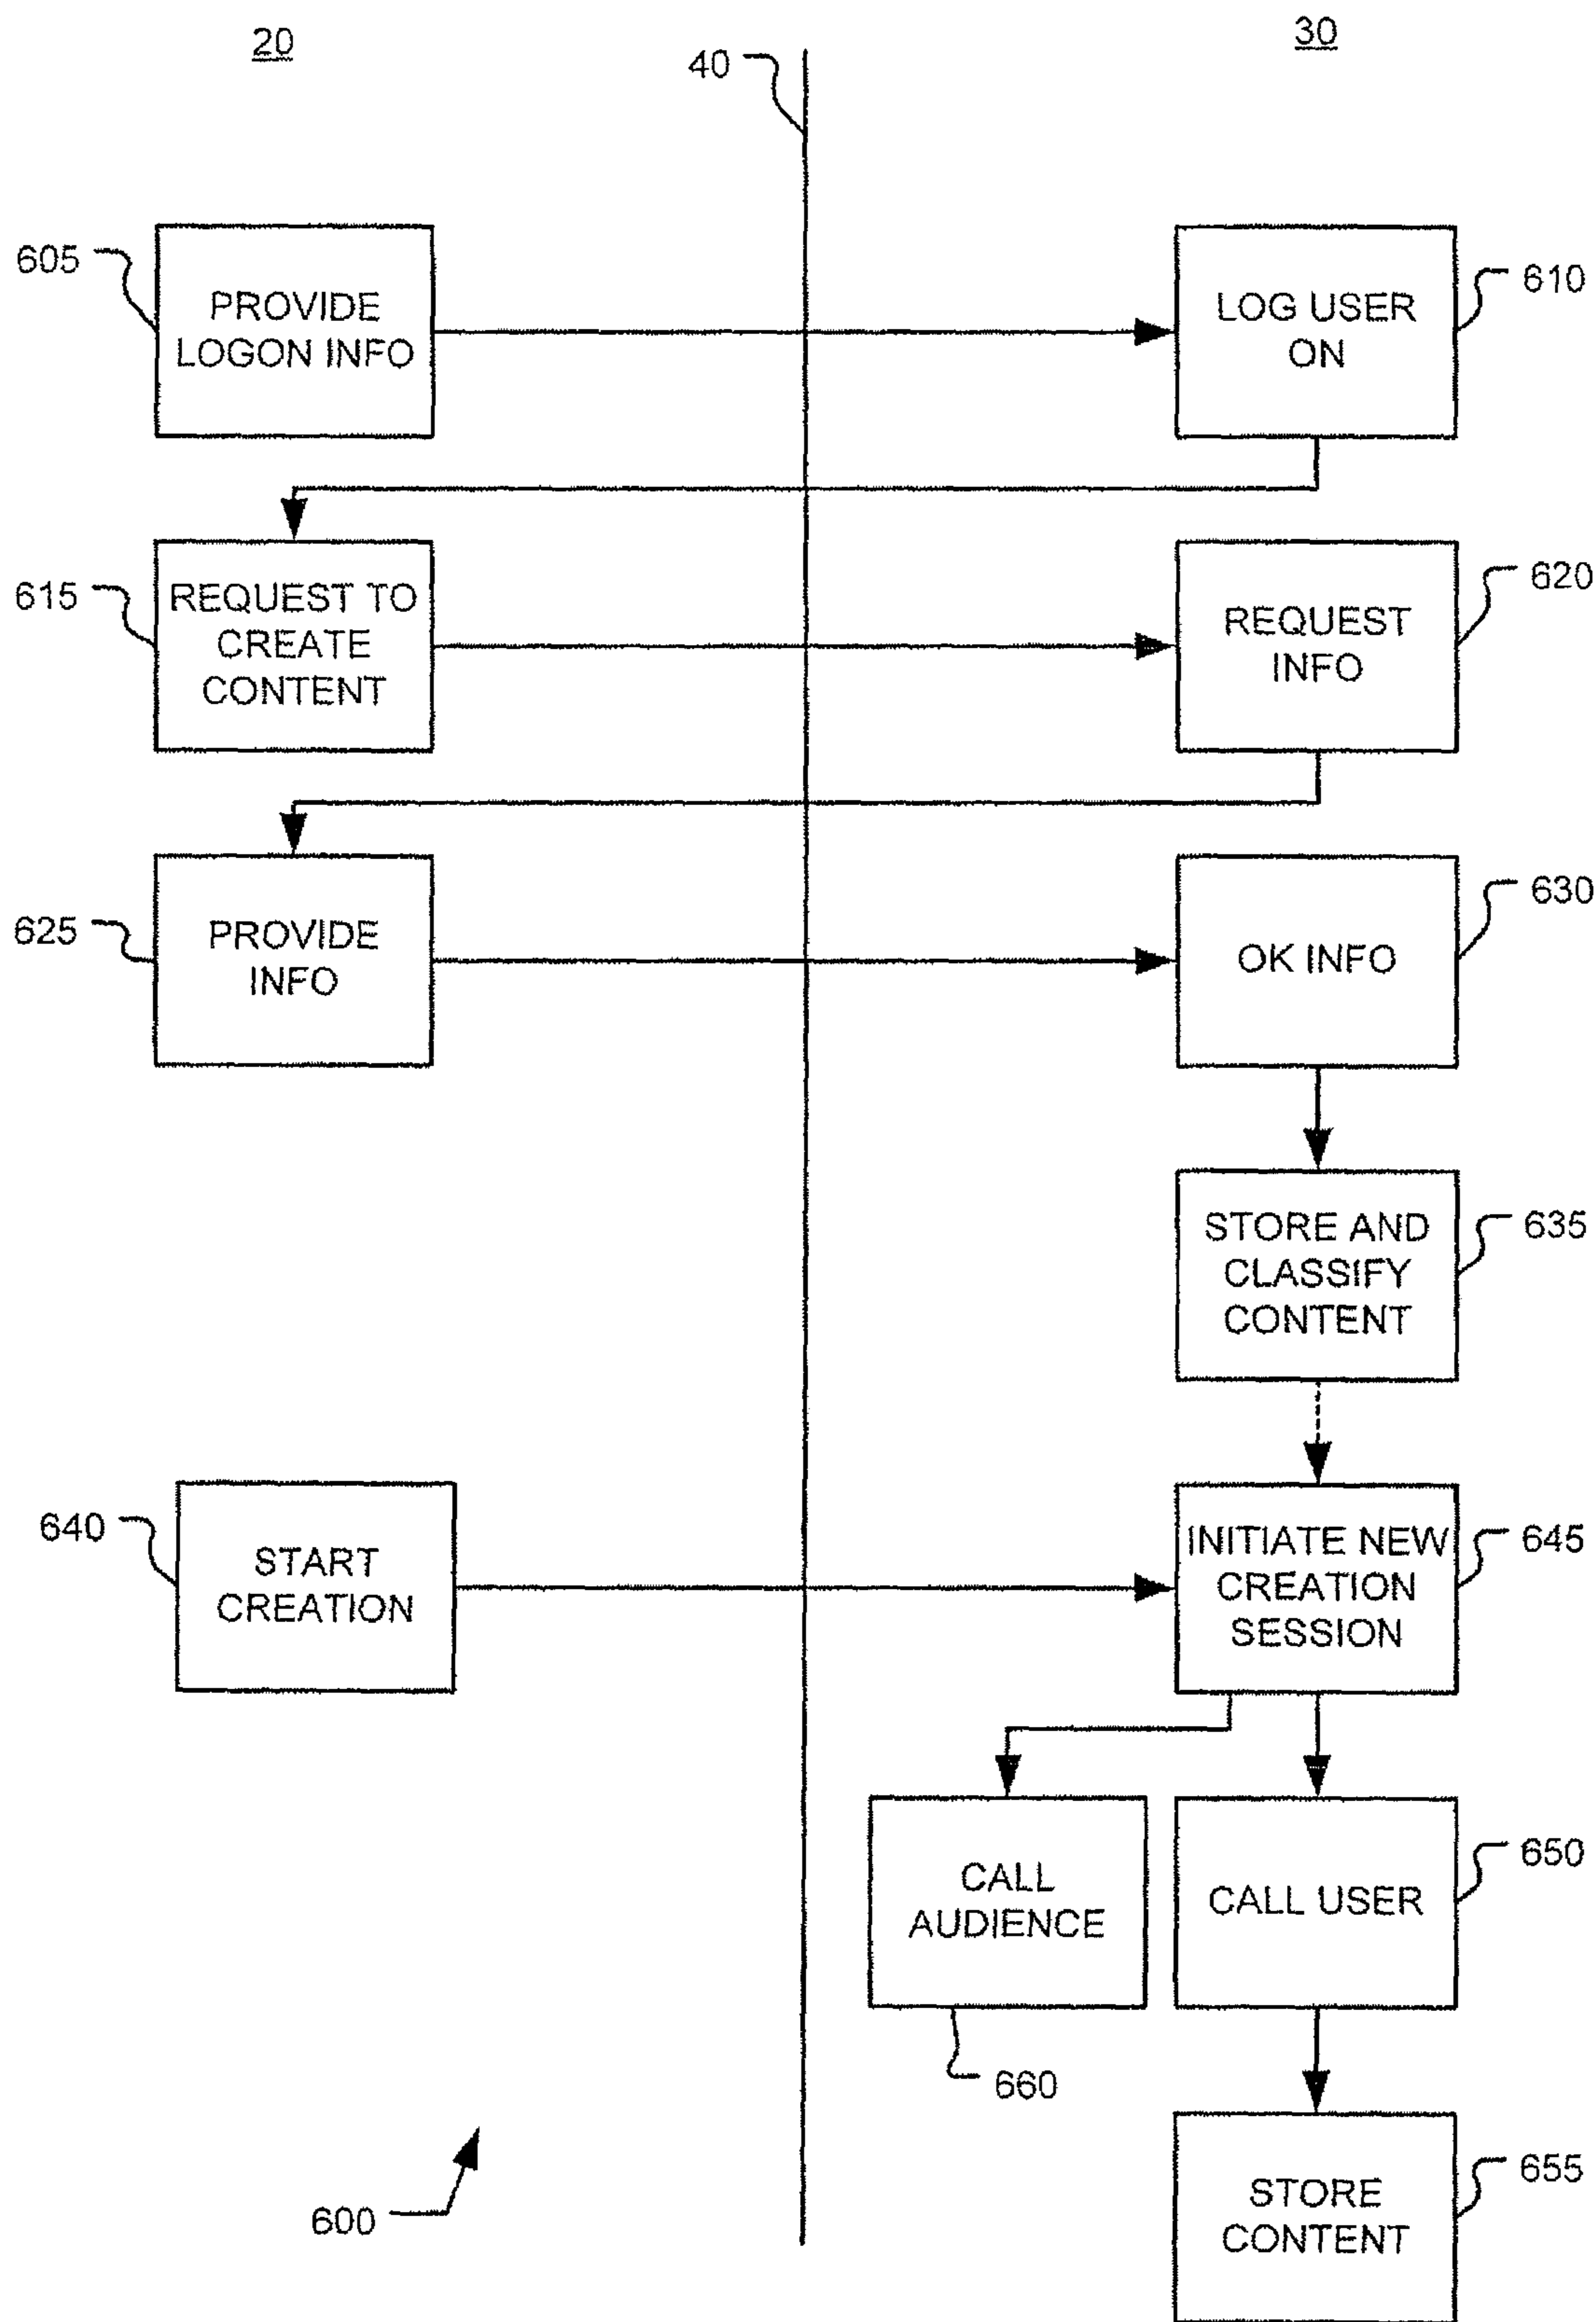 20
30
40
605
PROVIDE
LOGON INFO
LOG USER
ON
610
615
REQUEST TO
CREATE
CONTENT
REQUEST
INFO
620
625
PROVIDE
INFO
OK INFO
630
STORE AND
CLASSIFY
CONTENT
635
640
START
CREATION
INITIATE NEW
CREATION
SESSION
645
CALL
AUDIENCE
660
CALL USER
650
STORE
CONTENT
655
600